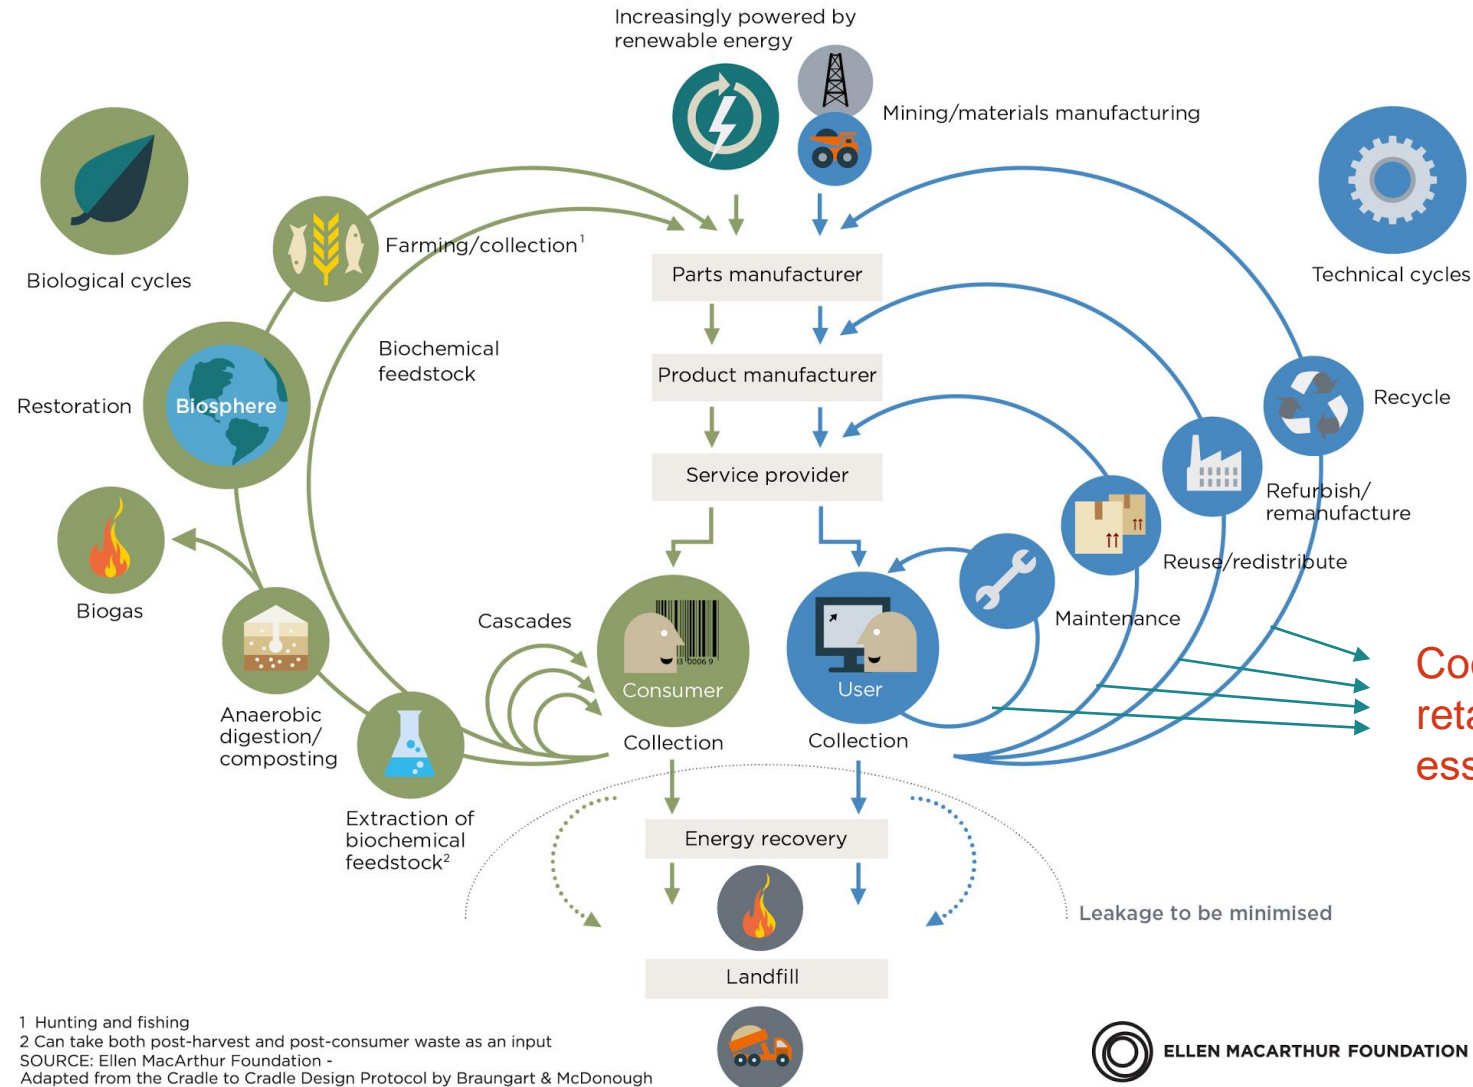 Increasingly powered by
renewable energy
Mining/materials manufacturing
Biological cycles
Technical cycles
Farming/collection¹
Parts manufacturer
Biochemical
feedstock
Product manufacturer
Restoration
Biosphere
Recycle
Service provider
Refurbish/
remanufacture
Reuse/redistribute
Biogas
Maintenance
Cascades
03 0006 9
Consumer
User
Anaerobic
digestion/
composting
Collection
Collection
Extraction of
biochemical
feedstock²
Energy recovery
Leakage to be minimised
Landfill
1 Hunting and fishing
2 Can take both post-harvest and post-consumer waste as an input
SOURCE: Ellen MacArthur Foundation -
Adapted from the Cradle to Cradle Design Protocol by Braungart & McDonough
ELLEN MACARTHUR FOUNDATION